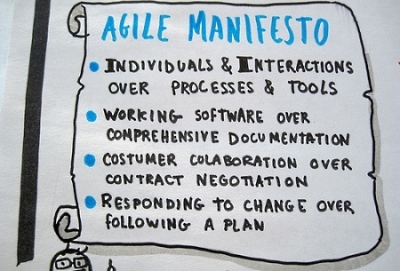 AGILE MANIFESTO
INDIVIDUALS & INTERACTIONS
OVER PROCESSES & TOOLS
WORKING SOFTWARE OVER
COMPREHENSIVE DOCUMENTATION
COSTUMER COLABORATION OVER
CONTRACT NEGOTIATION
RESPONDING TO CHANGE OVER
FOLLOWING A PLAN